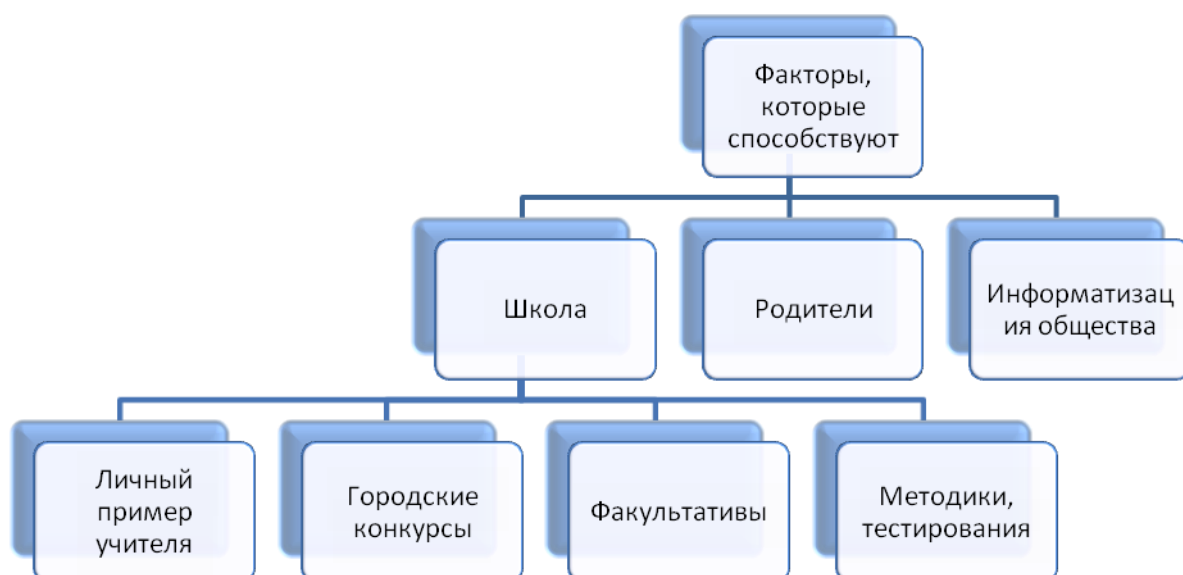 Факторы,
которые
способствуют
Школа
Родители
Информатизац
ия общества
Личный
пример
учителя
Городские
конкурсы
Факультативы
Методики,
тестирования